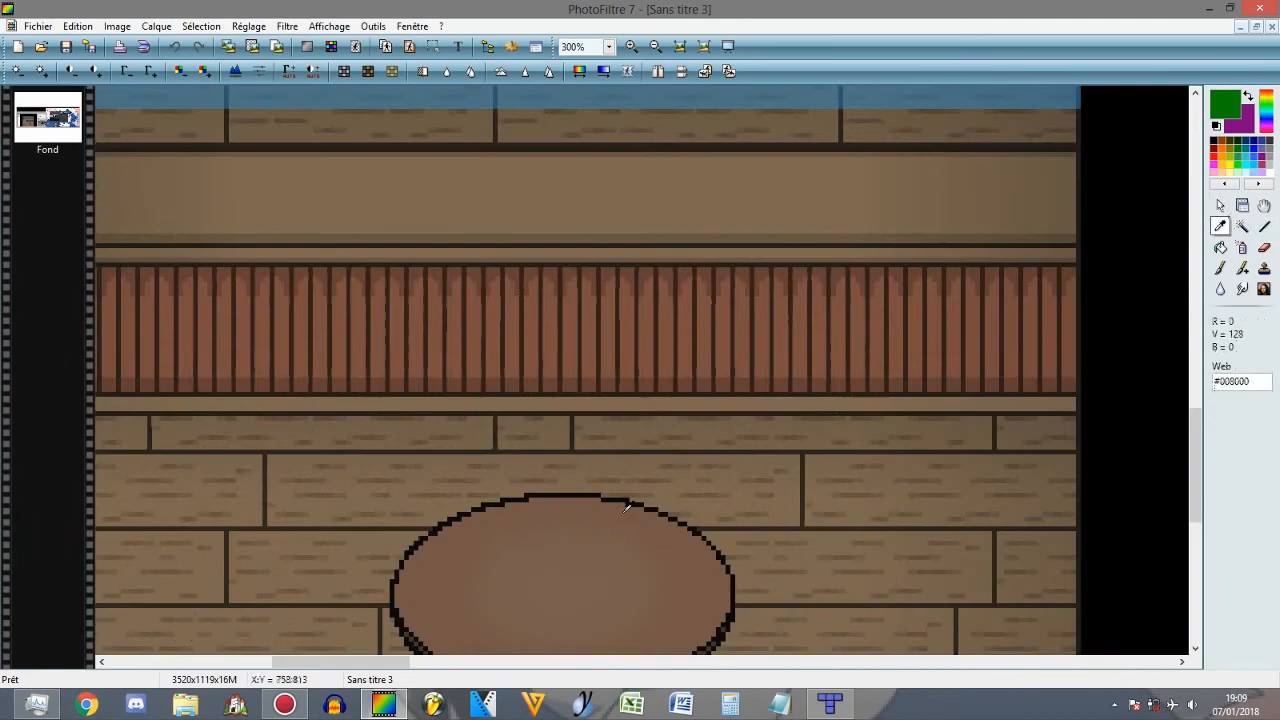 PhotoFiltre 7 - [Sans titre 3]
Fichier Edition Image Calque Sélection Réglage Filtre Affichage Outils Fenêtre ?
300%
Fond
R = 0
V = 128
B = 0
Web
#008000
Prêt 3520x1119x16M X:Y = 758:813 Sans titre 3
19:09
07/01/2018